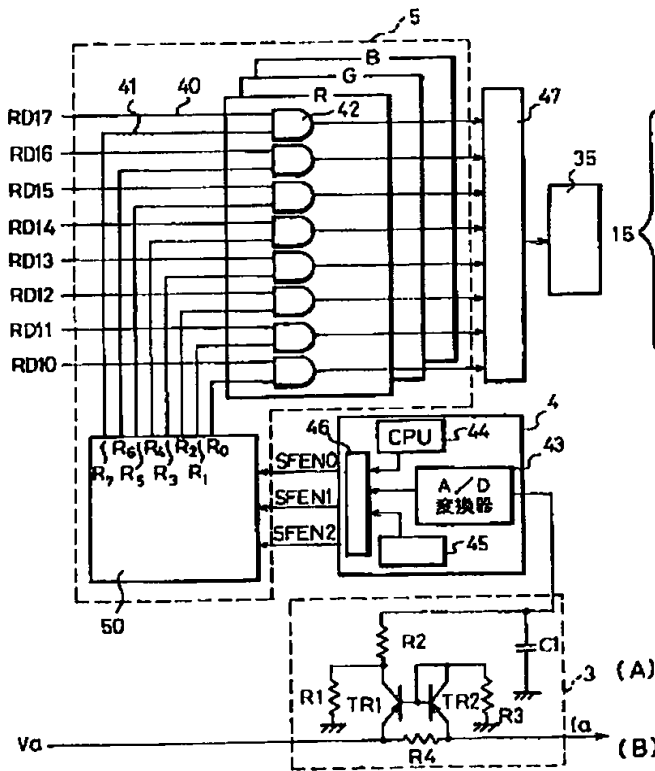 5
B
G
R
41
40
42
47
35
15
RD17
RD16
RD15
RD14
RD13
RD12
RD11
RD10
R7
R6
R5
R4
R3
R2
R1
R0
50
SFEN0
SFEN1
SFEN2
46
CPU
44
4
43
A/D
変換器
45
R2
C1
3
(A)
R1
TR1
TR2
R3
Va
R4
Ia
(B)